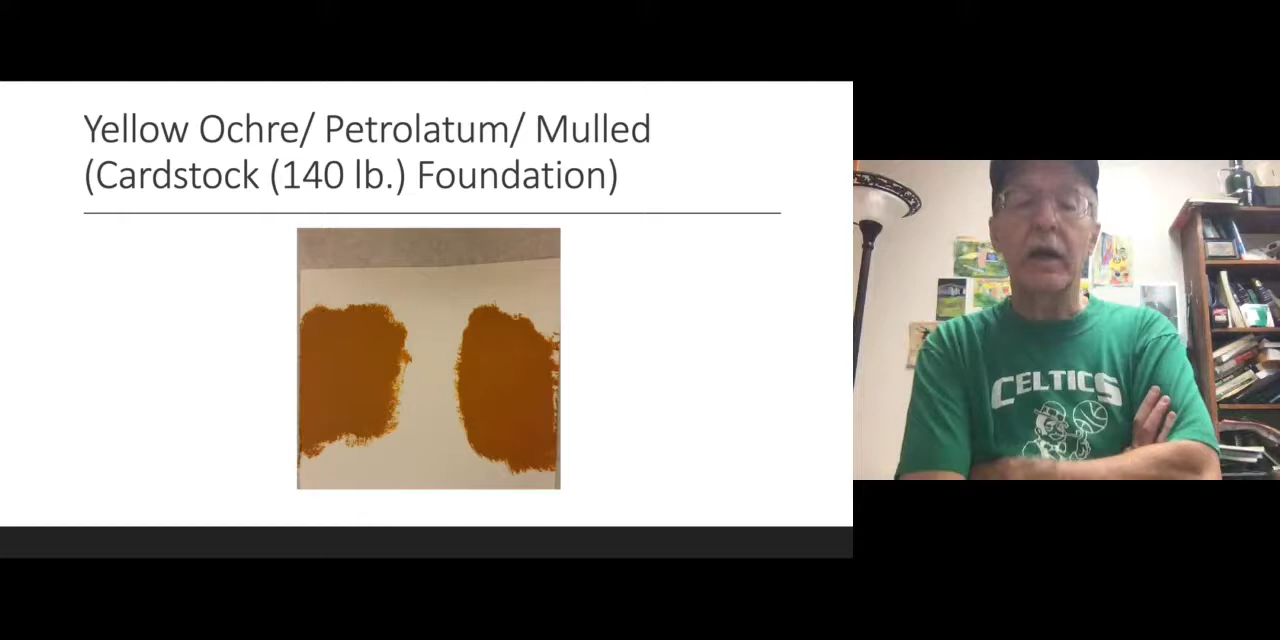 Yellow Ochre/ Petrolatum/ Mulled
(Cardstock (140 lb.) Foundation)
CELTICS